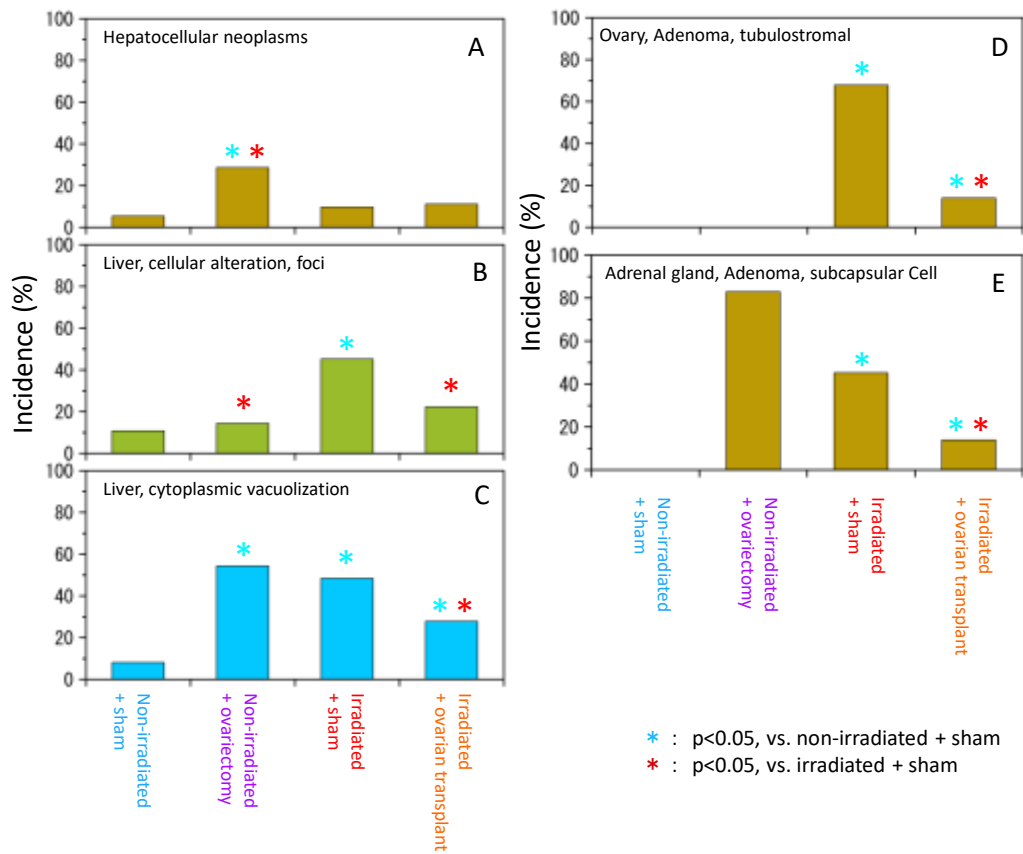 Hepatocellular neoplasms
A
100
80
60
40
20
0
Liver, cellular alteration, foci
B
100
80
60
40
20
0
Liver, cytoplasmic vacuolization
C
100
80
60
40
20
0
Incidence (%)
Non-irradiated
+ sham
Non-irradiated
+ ovariectomy
Irradiated
+ sham
Irradiated
+ ovarian transplant
Ovary, Adenoma, tubulostromal
D
100
80
60
40
20
0
Adrenal gland, Adenoma, subcapsular Cell
E
80
60
40
20
0
Incidence (%)
Non-irradiated
+ sham
Non-irradiated
+ ovariectomy
Irradiated
+ sham
Irradiated
+ ovarian transplant
* : p<0.05, vs. non-irradiated + sham
* : p<0.05, vs. irradiated + sham